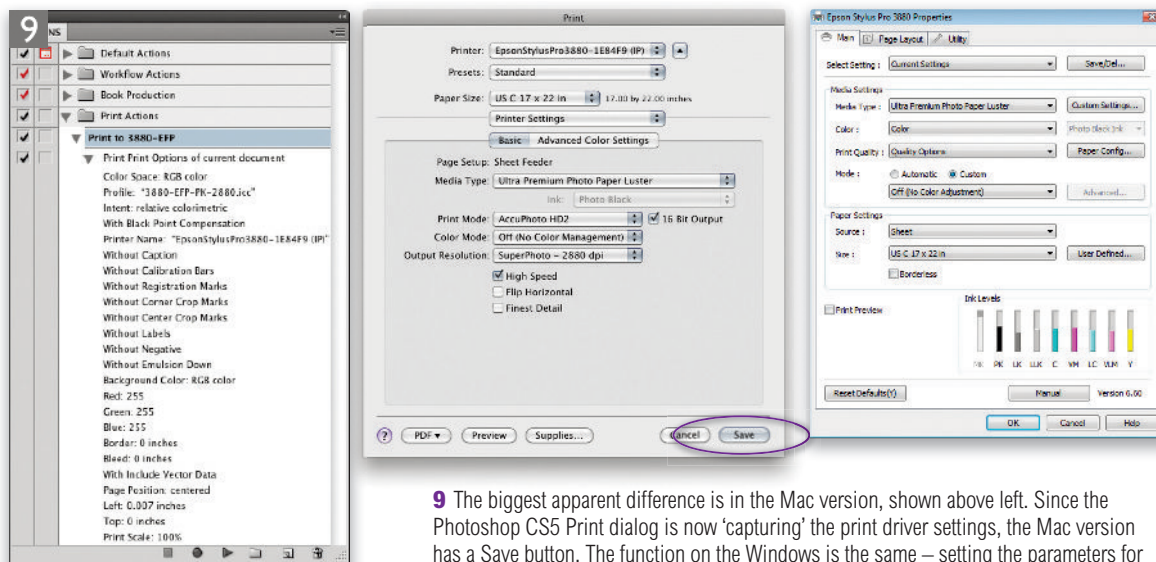 9
NS
Default Actions
Workflow Actions
Book Production
Print Actions
Print to 3880-EFP
Print Print Options of current document
Color Space: RGB color
Profile: "3880-EFP-PK-2880.icc"
Intent: relative colorimetric
With Black Point Compensation
Printer Name: "EpsonStylusPro3880-1E84F9 (IP)"
Without Caption
Without Calibration Bars
Without Registration Marks
Without Corner Crop Marks
Without Center Crop Marks
Without Labels
Without Negative
Without Emulsion Down
Background Color: RGB color
Red: 255
Green: 255
Blue: 255
Border: 0 inches
Bleed: 0 inches
With Include Vector Data
Page Position: centered
Left: 0.007 inches
Top: 0 inches
Print Scale: 100%
Print
Printer: EpsonStylusPro3880-1E84F9 (IP)
Presets: Standard
Paper Size: US C 17 x 22 in 17.00 by 22.00 inches
Printer Settings
Basic Advanced Color Settings
Page Setup: Sheet Feeder
Media Type: Ultra Premium Photo Paper Luster
Ink: Photo Black
Print Mode: AccuPhoto HD2 16 Bit Output
Color Mode: Off (No Color Management)
Output Resolution: SuperPhoto - 2880 dpi
High Speed
Flip Horizontal
Finest Detail
? PDF Preview Supplies... Cancel Save
Epson Stylus Pro 3880 Properties
Main Page Layout Utility
Select Setting : Current Settings Save/Del...
Media Settings
Media Type : Ultra Premium Photo Paper Luster Custom Settings...
Color : Color Photo Black Ink
Print Quality : Quality Options Paper Config...
Mode : Automatic Custom
Off (No Color Adjustment) Advanced...
Paper Settings
Source : Sheet
Size : US C 17 x 22 in User Defined...
Borderless
Print Preview
Ink Levels
MK PK LK LLK C VM LC VLM Y
Reset Defaults(Y) Manual Version 6.60
OK Cancel Help
9 The biggest apparent difference is in the Mac version, shown above left. Since the
Photoshop CS5 Print dialog is now ‘capturing’ the print driver settings, the Mac version
has a Save button. The function on the Windows is the same – setting the parameters for